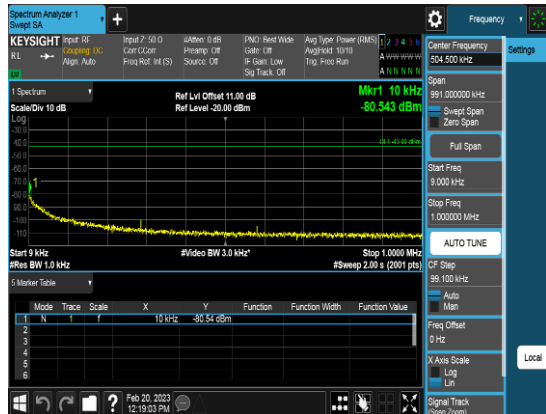 Spectrum Analyzer 1
Swept SA
+
Frequency
KEYSIGHT
Input: RF
Coupling: DC
Align: Auto
Input Z: 50 Ω
Corr CCorr
Freq Ref: Int (S)
#Atten: 0 dB
Preamp: Off
Source: Off
PNO: Best Wide
Gate: Off
IF Gain: Low
Sig Track: Off
Avg Type: Power (RMS)
Avg|Hold: 10/10
Trig: Free Run
1 2 3 4 5 6
A W W W W W
A N N N N N
RL
1 Spectrum
Scale/Div 10 dB
Ref Lvl Offset 11.00 dB
Ref Level -20.00 dBm
Mkr1 10 kHz
-80.543 dBm
Log
-30.0
-40.0
-50.0
-60.0
-70.0
-80.0
-90.0
-100
-110
DL1 -43.00 dBm
1
Start 9 kHz
#Res BW 1.0 kHz
#Video BW 3.0 kHz*
Stop 1.0000 MHz
#Sweep 2.00 s (2001 pts)
5 Marker Table
Mode Trace Scale X Y Function Function Width Function Value
1 N 1 f 10 kHz -80.54 dBm
2
3
4
5
6
Feb 20, 2023
12:19:03 PM
Center Frequency
504.500 kHz
Span
991.000000 kHz
Swept Span
Zero Span
Full Span
Start Freq
9.000 kHz
Stop Freq
1.000000 MHz
AUTO TUNE
CF Step
99.100 kHz
Auto
Man
Freq Offset
0 Hz
X Axis Scale
Log
Lin
Signal Track
(Span Zoom)
Settings
Local